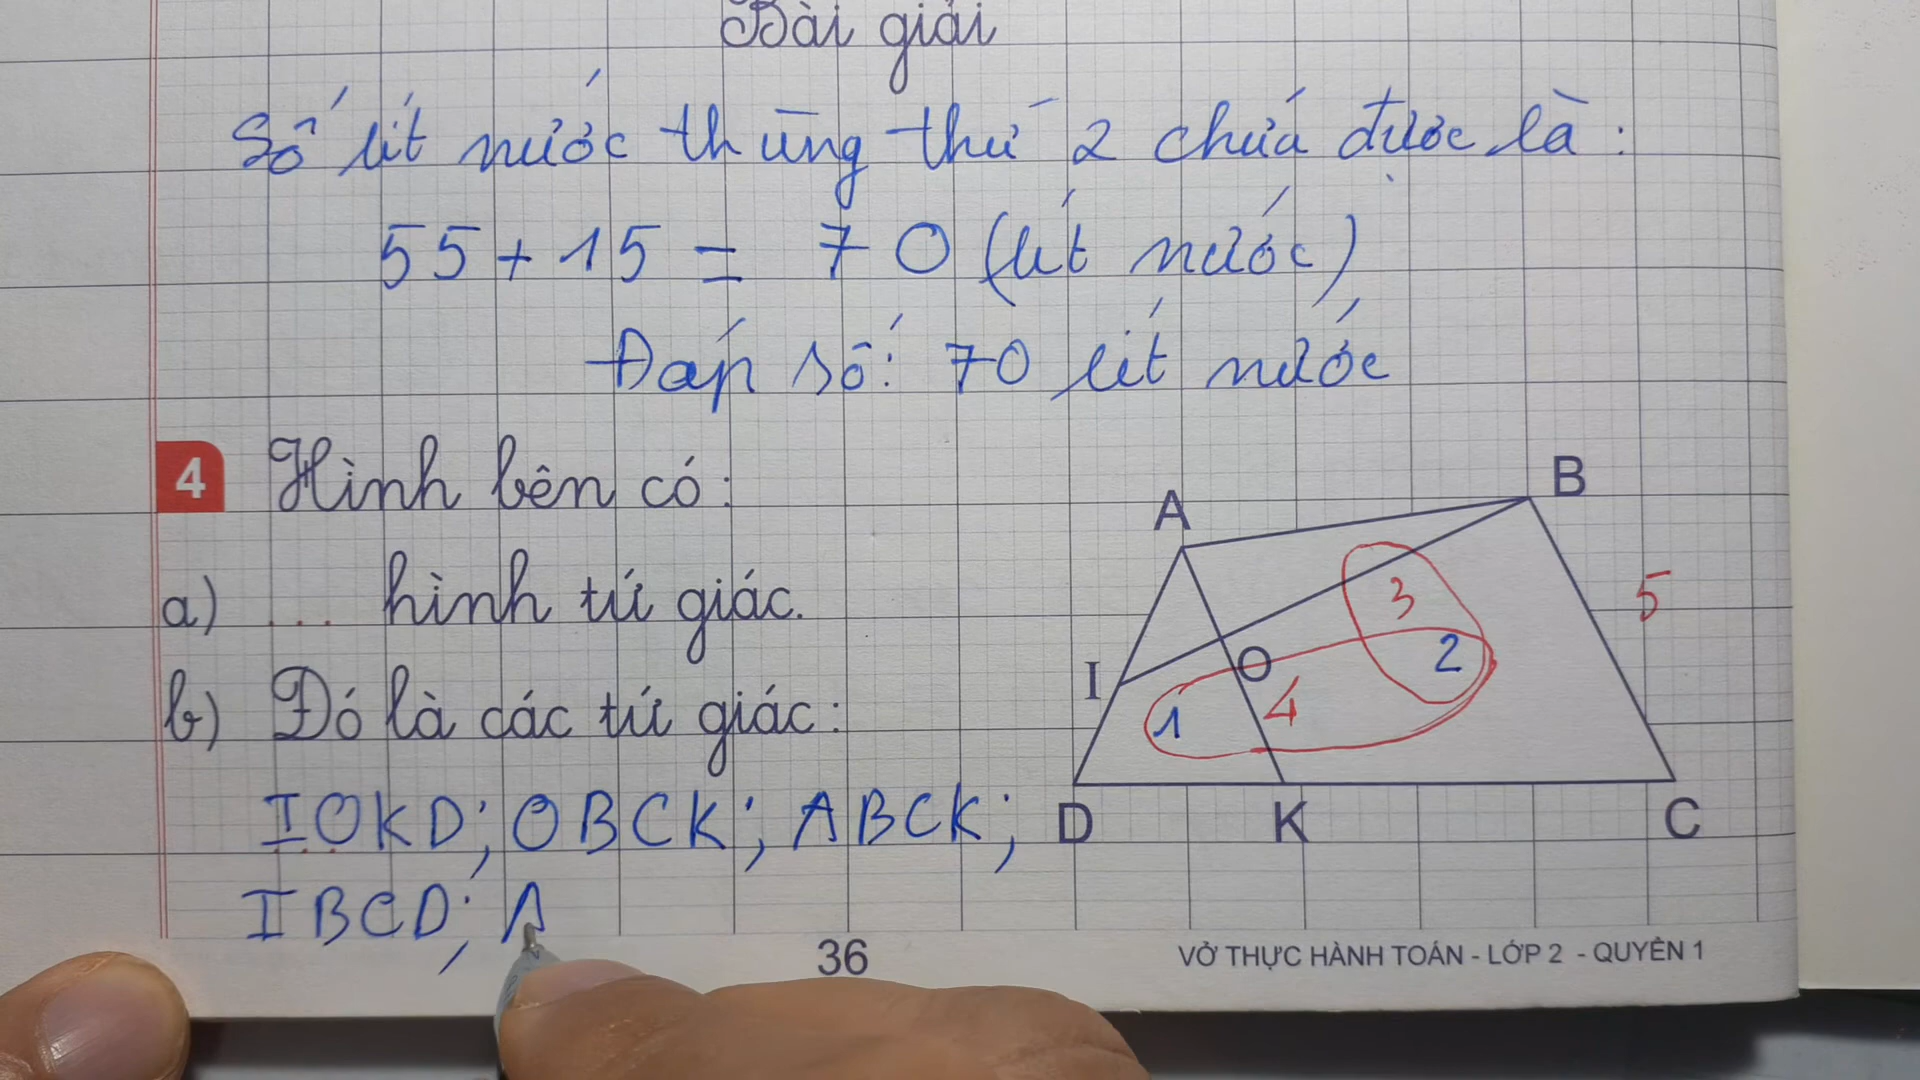 Bài giải
Số lít nước thùng thứ 2 chứa được là:
55 + 15 = 70 (lít nước)
Đáp số: 70 lít nước
4 Hình bên có:
a) ... hình tứ giác.
b) Đó là các tứ giác:
IOKD; OBCK; ABCK;
IBCD; A
A B
3 5
I O 2
1 4
D K C
36 VỞ THỰC HÀNH TOÁN - LỚP 2 - QUYỂN 1